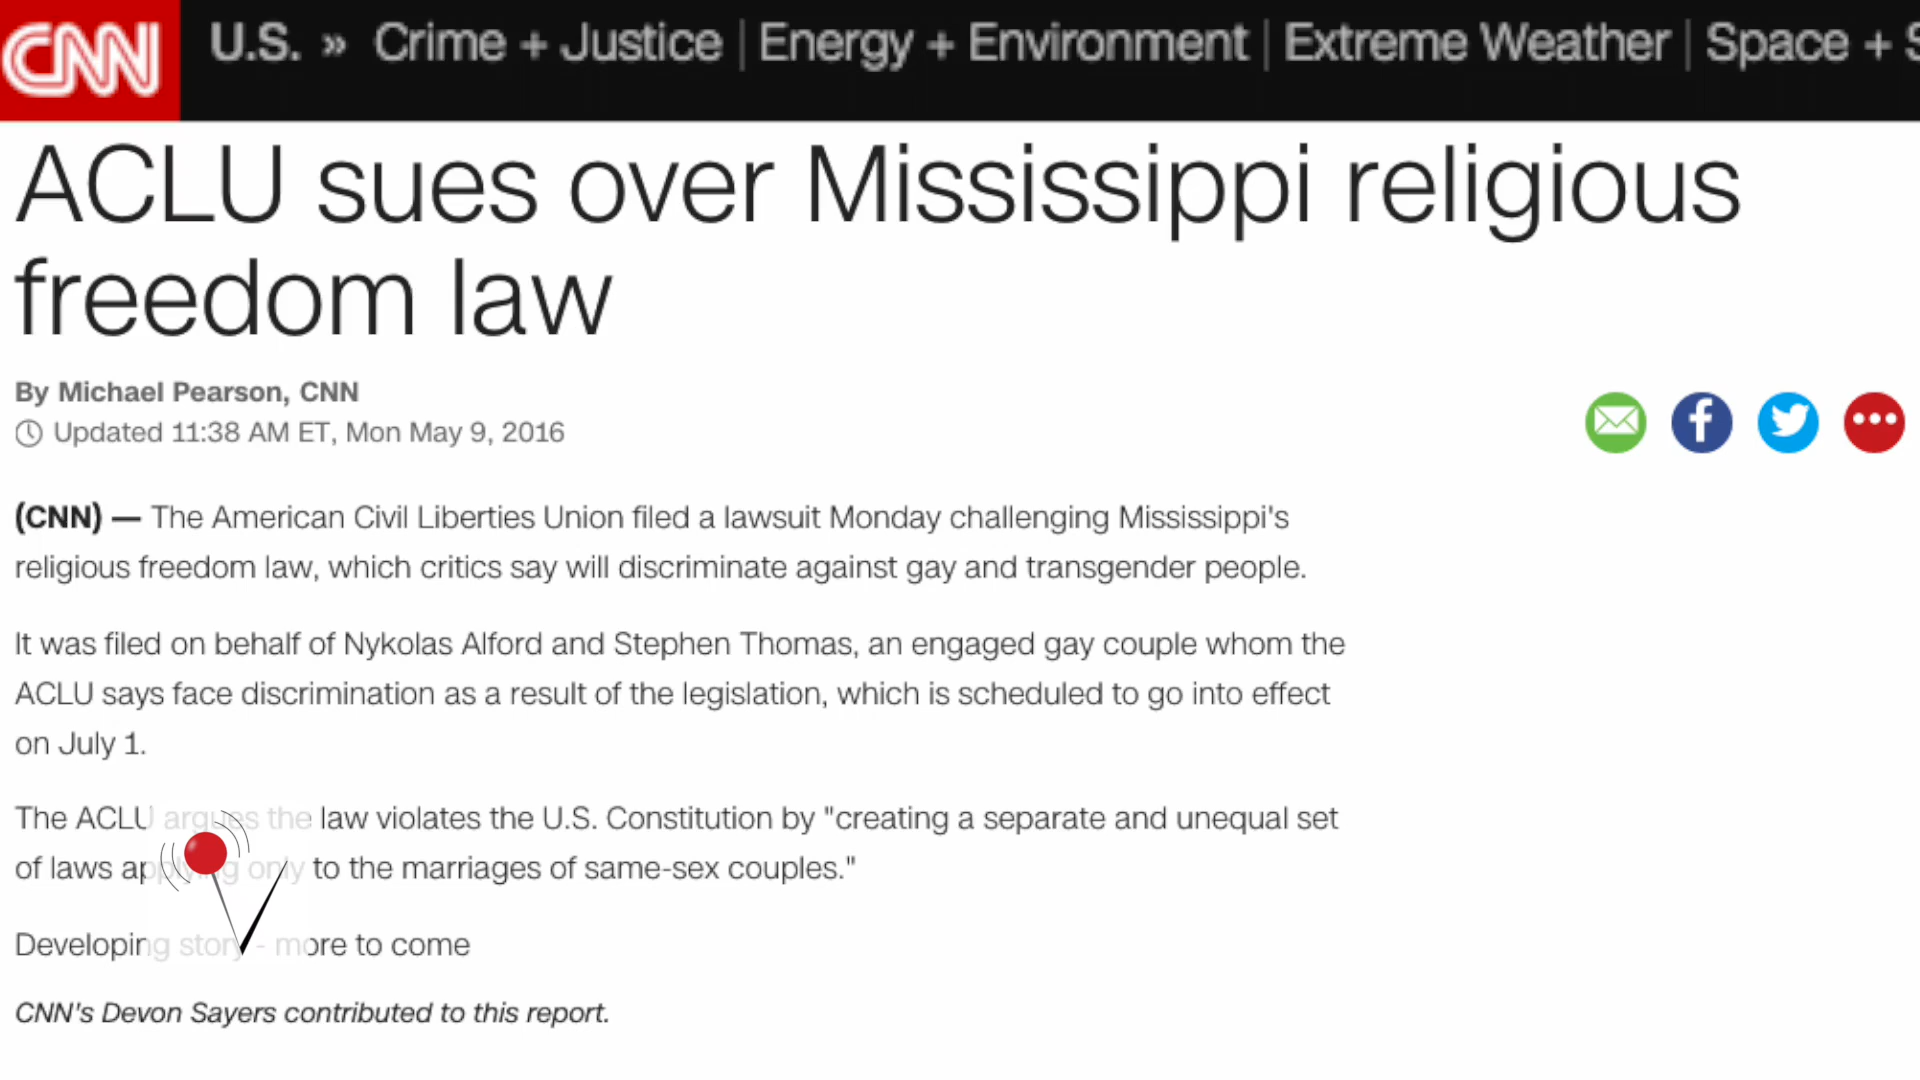 CNN U.S. » Crime + Justice | Energy + Environment | Extreme Weather | Space + S
ACLU sues over Mississippi religious
freedom law
By Michael Pearson, CNN
Updated 11:38 AM ET, Mon May 9, 2016
(CNN) — The American Civil Liberties Union filed a lawsuit Monday challenging Mississippi's
religious freedom law, which critics say will discriminate against gay and transgender people.
It was filed on behalf of Nykolas Alford and Stephen Thomas, an engaged gay couple whom the
ACLU says face discrimination as a result of the legislation, which is scheduled to go into effect
on July 1.
The ACLU argues the law violates the U.S. Constitution by "creating a separate and unequal set
of laws applying only to the marriages of same-sex couples."
Developing story - more to come
CNN's Devon Sayers contributed to this report.